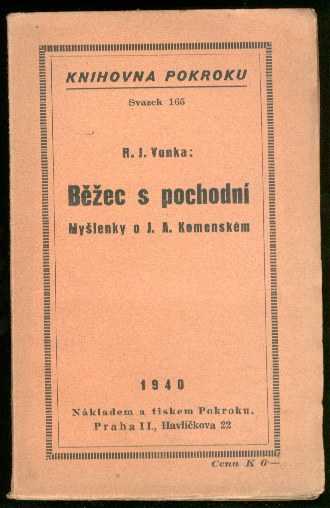 KNIHOVNA POKROKU
Svazek 165
R. J. Vonka:
Běžec s pochodní
Myšlenky o J. A. Komenském
1940
Nákladem a tiskem Pokroku.
Praha II., Havlíčkova 22
Cena K 6·—